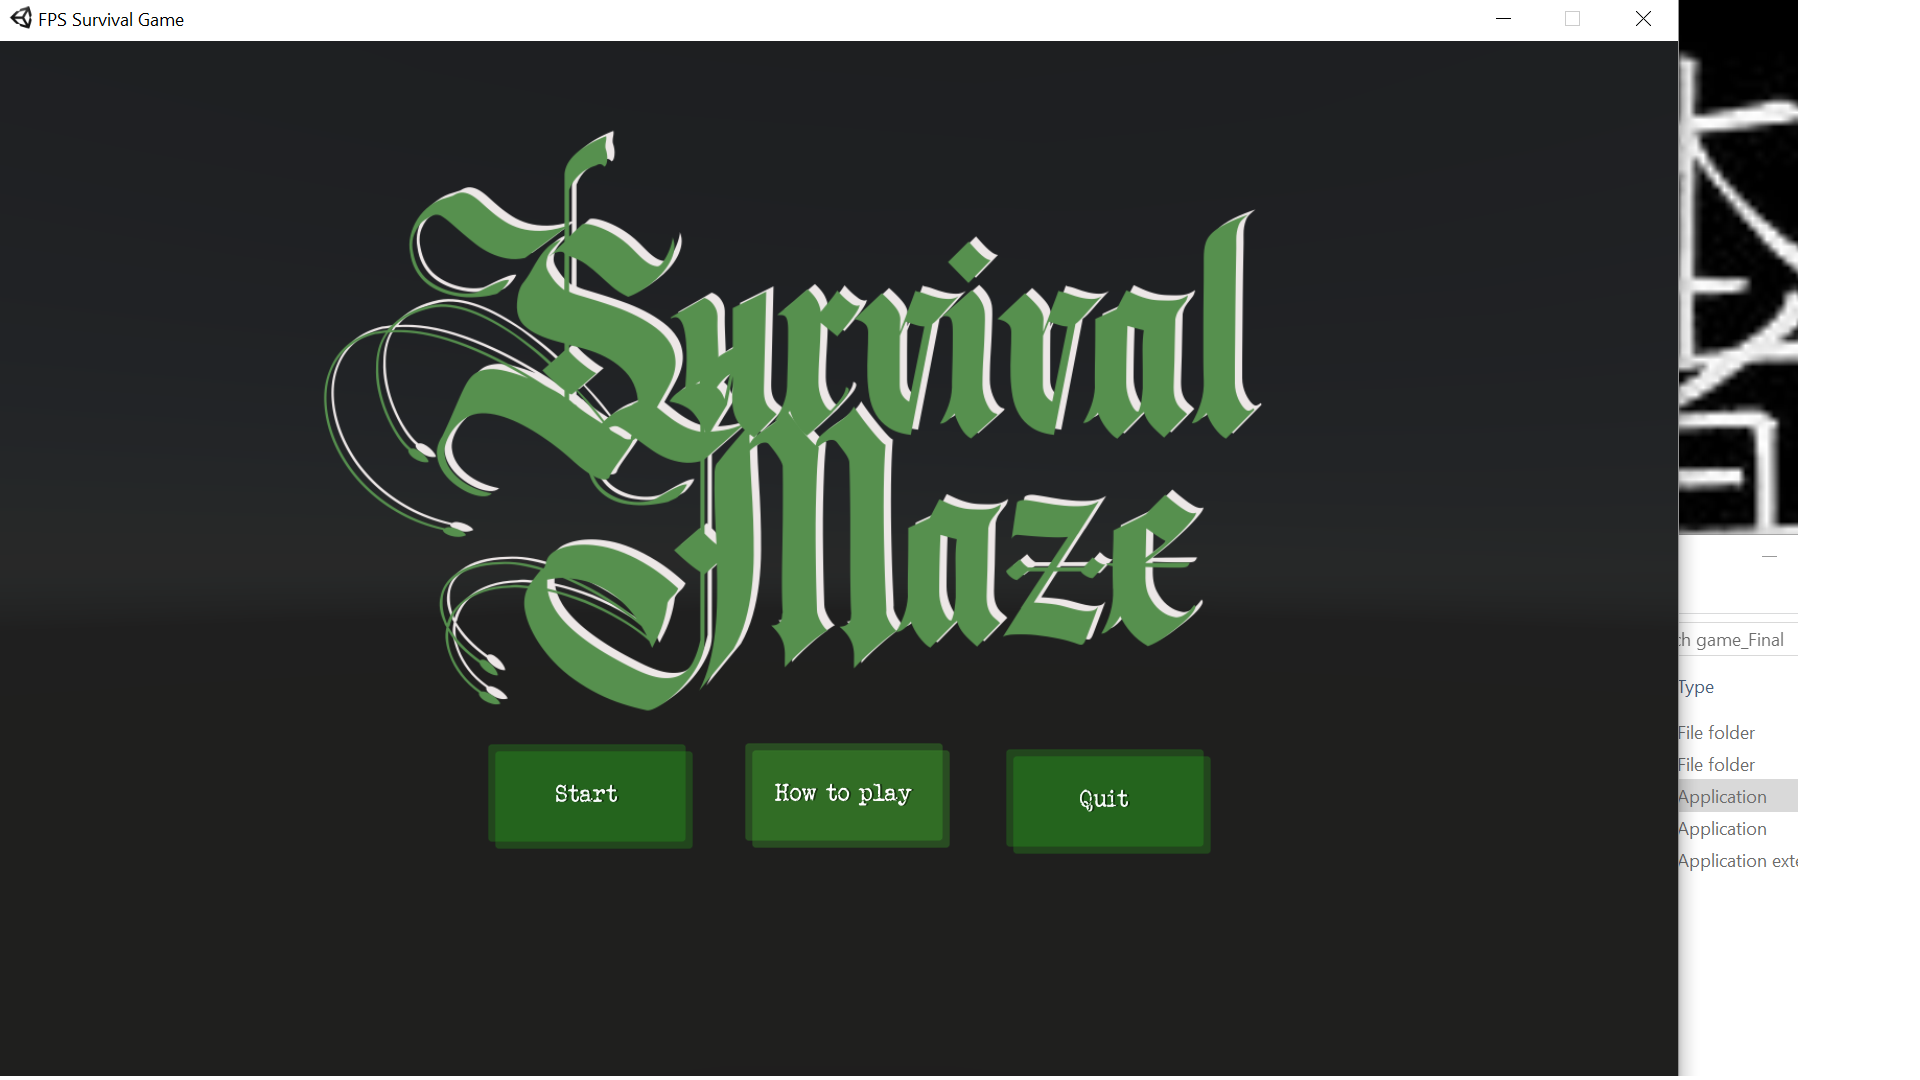 FPS Survival Game
Survival
Maze
Start
How to play
Quit
game_Final
Type
File folder
File folder
Application
Application
Application